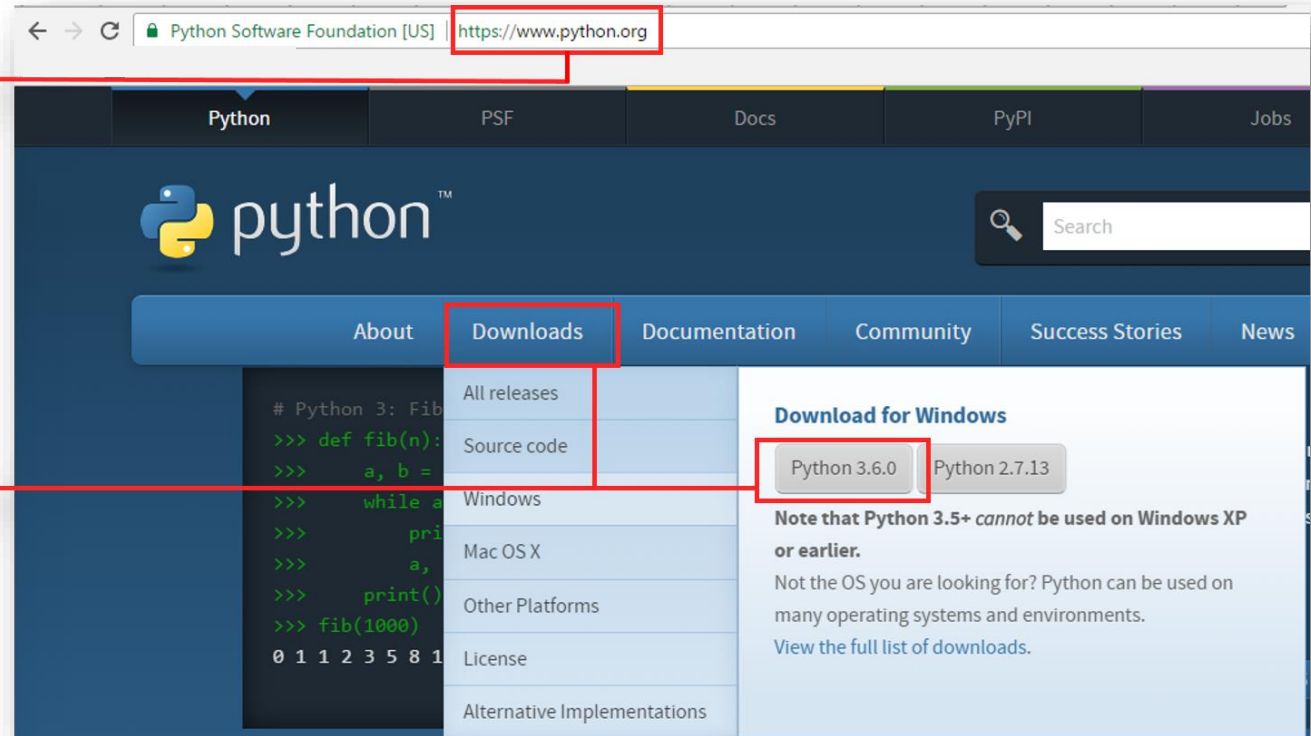 Python Software Foundation [US] | https://www.python.org
Python PSF Docs PyPI Jobs
python™
Search
About Downloads Documentation Community Success Stories News
# Python 3: Fib
>>> def fib(n):
>>> a, b =
>>> while a
>>> pri
>>> a,
>>> print()
>>> fib(1000)
0 1 1 2 3 5 8 1
All releases
Source code
Windows
Mac OS X
Other Platforms
License
Alternative Implementations
Download for Windows
Python 3.6.0 Python 2.7.13
Note that Python 3.5+ cannot be used on Windows XP
or earlier.
Not the OS you are looking for? Python can be used on
many operating systems and environments.
View the full list of downloads.